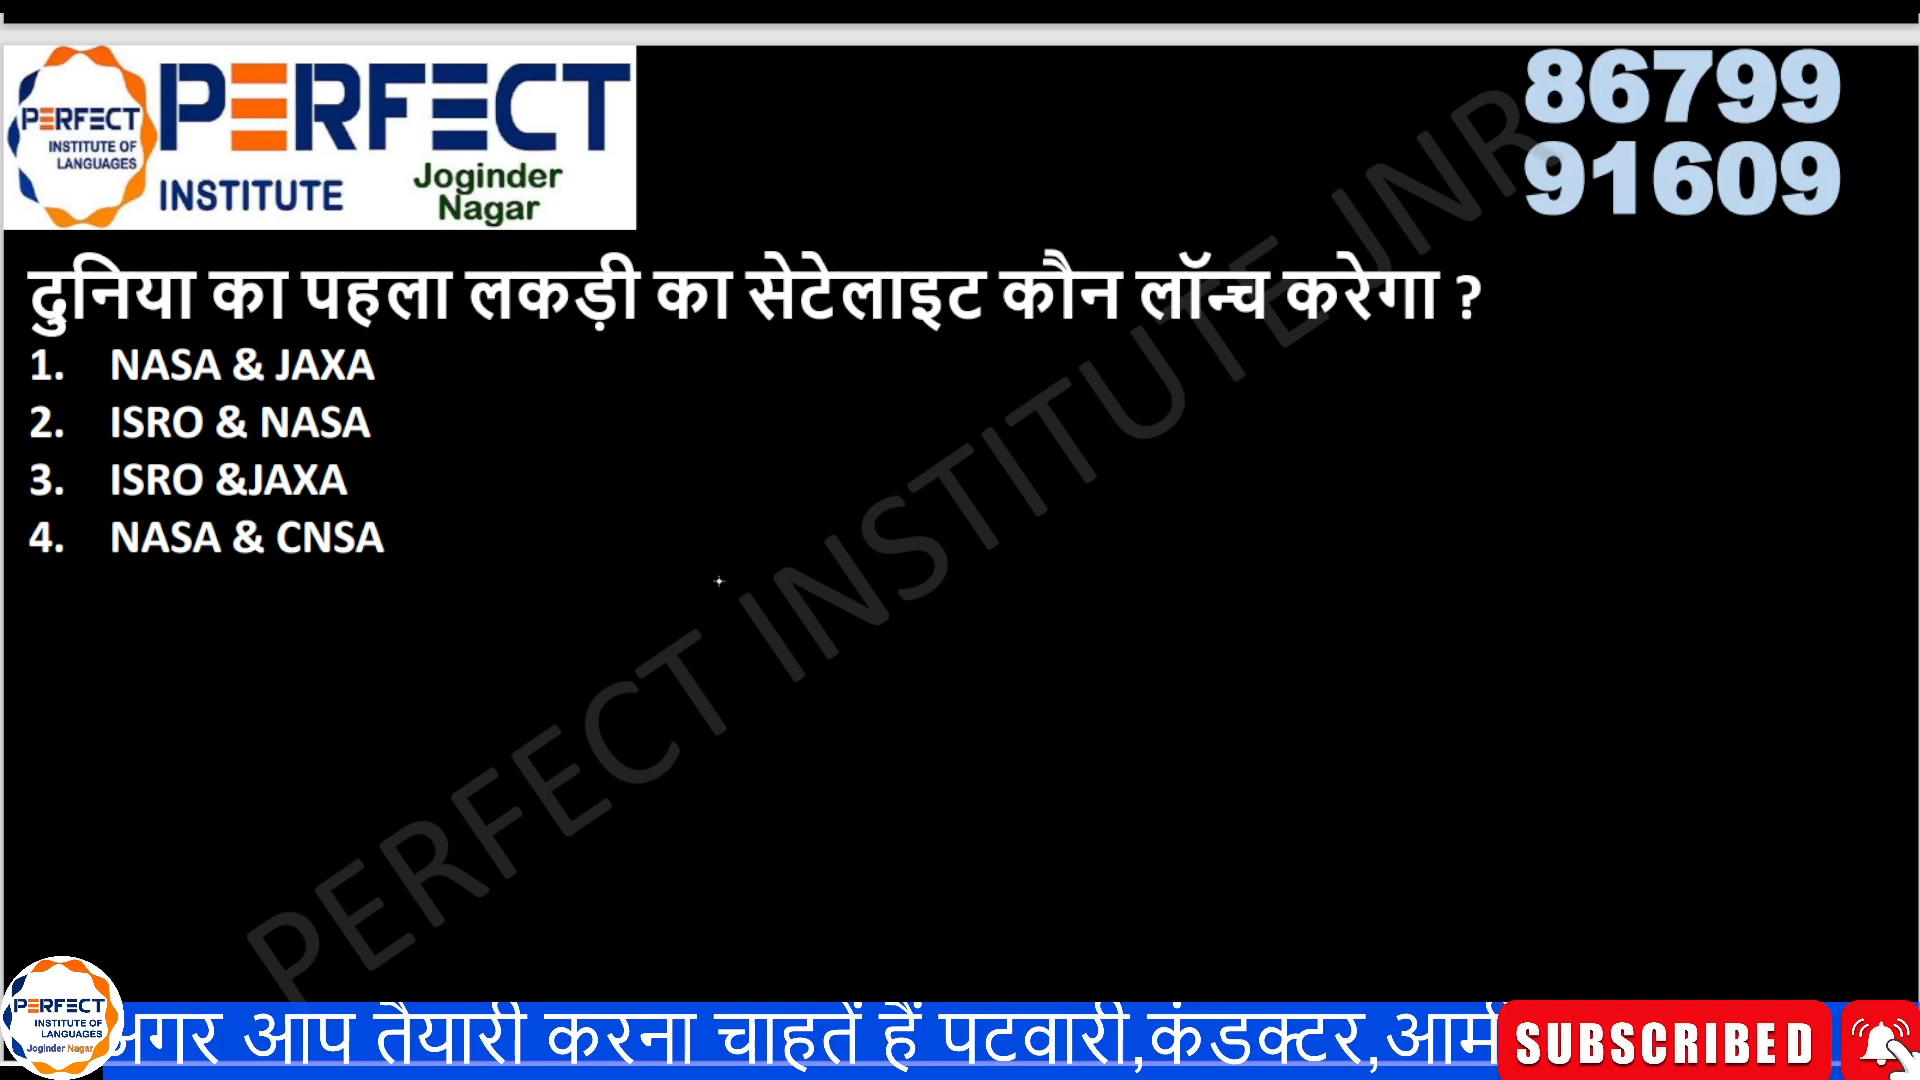 PERFECT
INSTITUTE OF
LANGUAGES
PERFECT
INSTITUTE
Joginder
Nagar
86799
91609
दुनिया का पहला लकड़ी का सेटेलाइट कौन लॉन्च करेगा ?
1. NASA & JAXA
2. ISRO & NASA
3. ISRO &JAXA
4. NASA & CNSA
PERFECT INSTITUTE JNR
PERFECT
INSTITUTE OF
LANGUAGES
Joginder Nagar
अगर आप तैयारी करना चाहतें हैं पटवारी,कंडक्टर,आर्मी
SUBSCRIBED